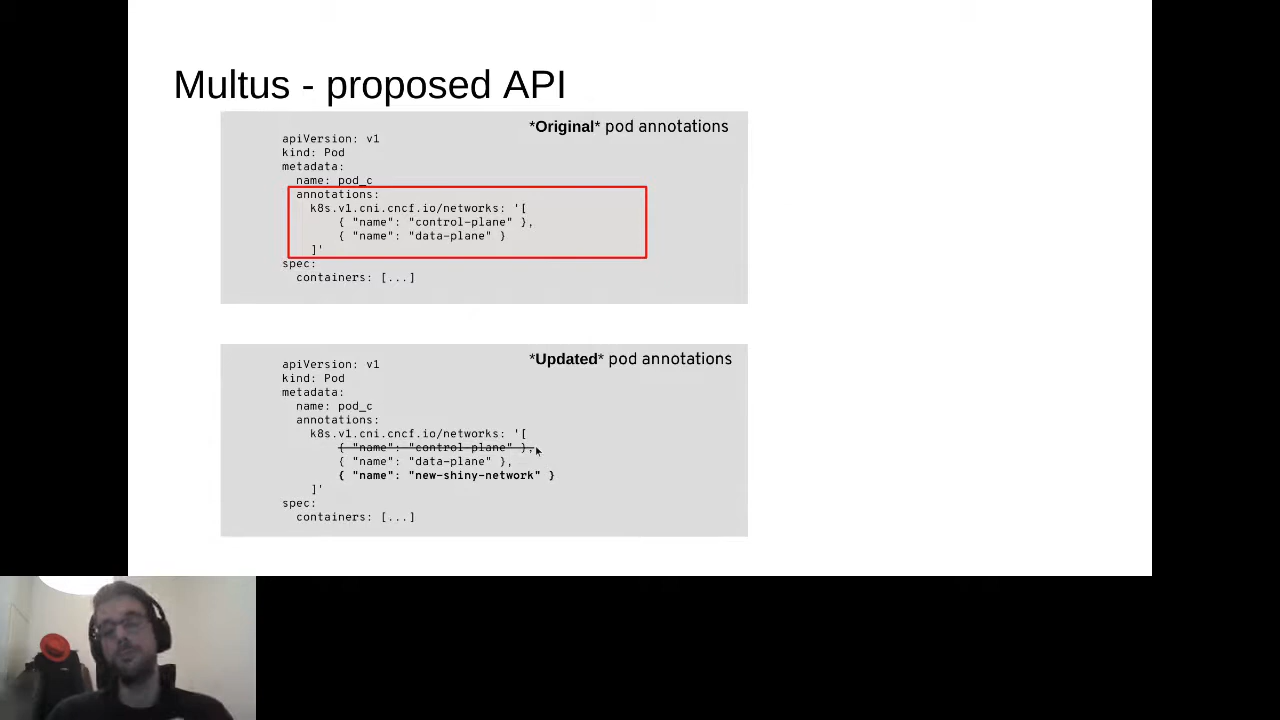 Multus - proposed API
*Original* pod annotations
apiVersion: v1
kind: Pod
metadata:
  name: pod_c
  annotations:
    k8s.v1.cni.cncf.io/networks: '[
        { "name": "control-plane" },
        { "name": "data-plane" }
    ]'
spec:
  containers: [...]
*Updated* pod annotations
apiVersion: v1
kind: Pod
metadata:
  name: pod_c
  annotations:
    k8s.v1.cni.cncf.io/networks: '[
        { "name": "control-plane" },
        { "name": "data-plane" },
        { "name": "new-shiny-network" }
    ]'
spec:
  containers: [...]